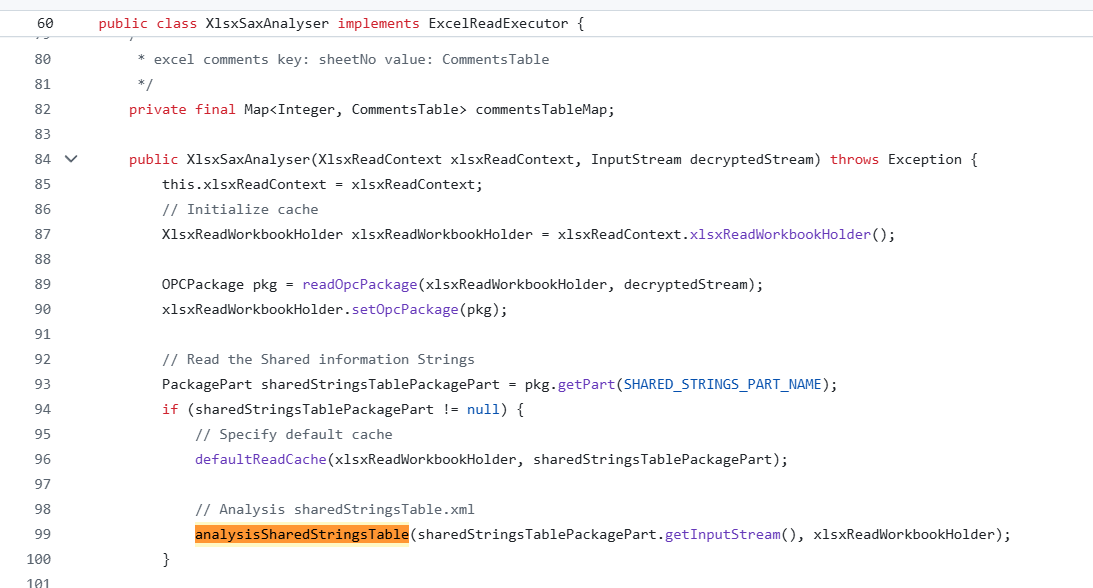 60 public class XlsxSaxAnalyser implements ExcelReadExecutor {
80 * excel comments key: sheetNo value: CommentsTable
81 */
82 private final Map<Integer, CommentsTable> commentsTableMap;
83
84 public XlsxSaxAnalyser(XlsxReadContext xlsxReadContext, InputStream decryptedStream) throws Exception {
85 this.xlsxReadContext = xlsxReadContext;
86 // Initialize cache
87 XlsxReadWorkbookHolder xlsxReadWorkbookHolder = xlsxReadContext.xlsxReadWorkbookHolder();
88
89 OPCPackage pkg = readOpcPackage(xlsxReadWorkbookHolder, decryptedStream);
90 xlsxReadWorkbookHolder.setOpcPackage(pkg);
91
92 // Read the Shared information Strings
93 PackagePart sharedStringsTablePackagePart = pkg.getPart(SHARED_STRINGS_PART_NAME);
94 if (sharedStringsTablePackagePart != null) {
95 // Specify default cache
96 defaultReadCache(xlsxReadWorkbookHolder, sharedStringsTablePackagePart);
97
98 // Analysis sharedStringsTable.xml
99 analysisSharedStringsTable(sharedStringsTablePackagePart.getInputStream(), xlsxReadWorkbookHolder);
100 }
101